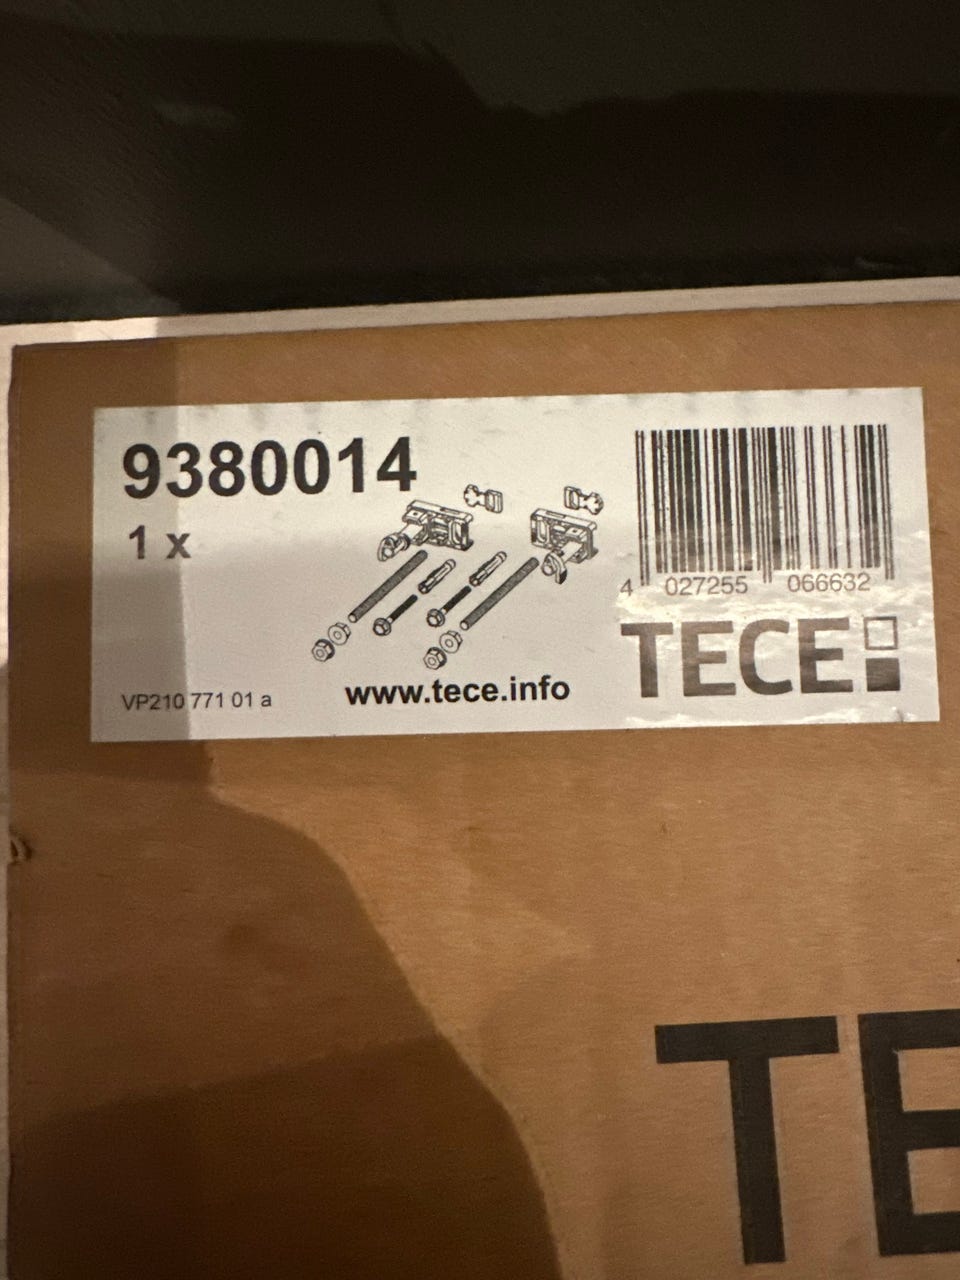 9380014
1 x
4 027255 066632
TECE
VP210 771 01 a
www.tece.info
TE